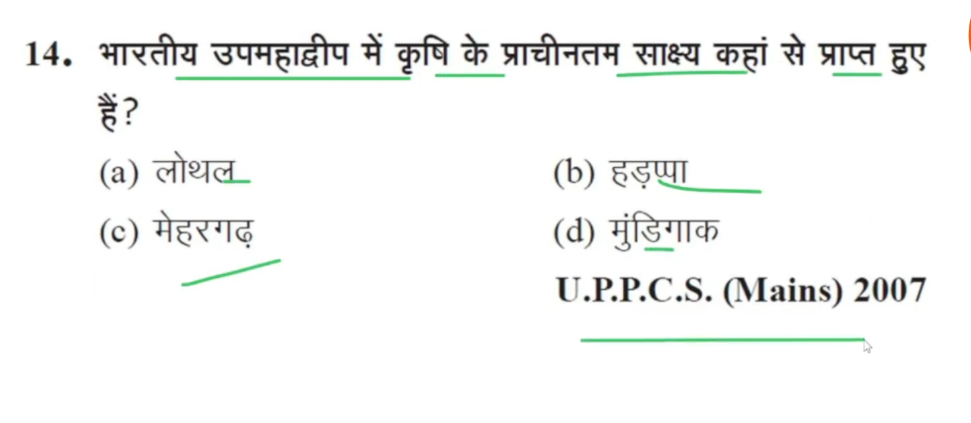 14. भारतीय उपमहाद्वीप में कृषि के प्राचीनतम साक्ष्य कहां से प्राप्त हुए
हैं?
(a) लोथल (b) हड़प्पा
(c) मेहरगढ़ (d) मुंडिगाक
U.P.P.C.S. (Mains) 2007